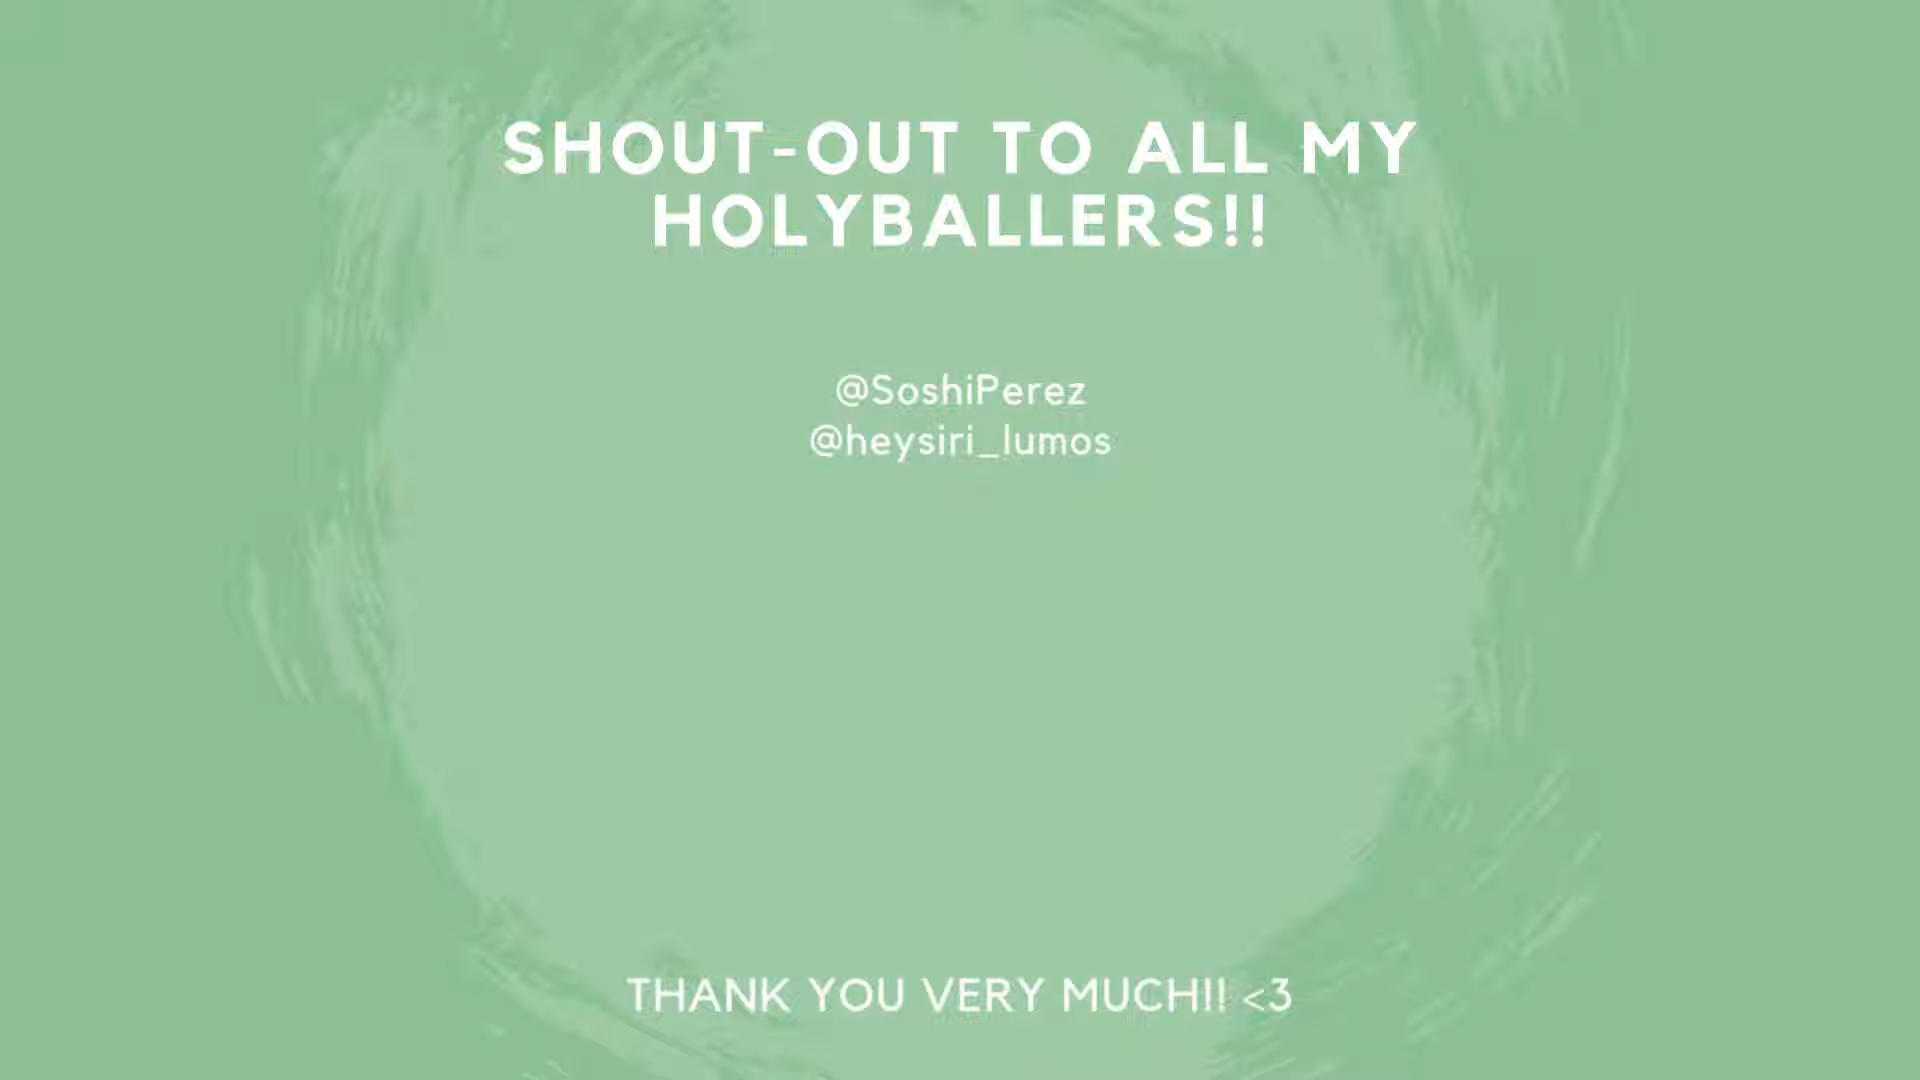 SHOUT-OUT TO ALL MY
HOLYBALLERS!!
@SoshiPerez
@heysiri_lumos
THANK YOU VERY MUCH!! <3